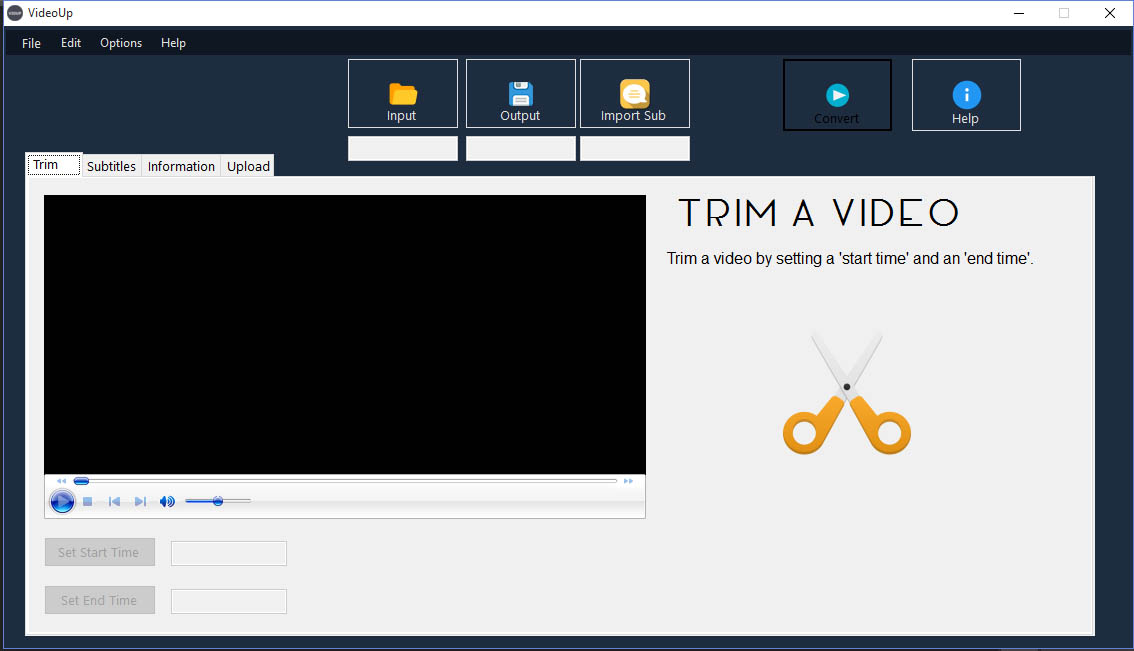 VideoUp
File Edit Options Help
Input Output Import Sub Convert Help
Trim Subtitles Information Upload
TRIM A VIDEO
Trim a video by setting a 'start time' and an 'end time'.
Set Start Time
Set End Time